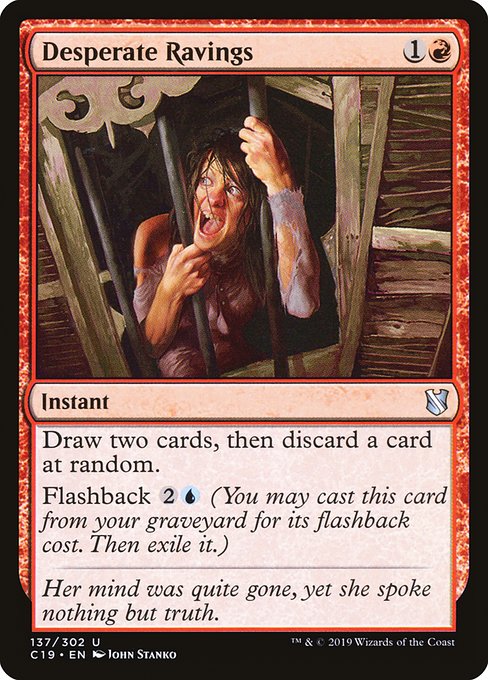 Desperate Ravings 1
Instant
Draw two cards, then discard a card
at random.
Flashback 2 (You may cast this card
from your graveyard for its flashback
cost. Then exile it.)
Her mind was quite gone, yet she spoke
nothing but truth.
137/302 U ™ & © 2019 Wizards of the Coast
C19 • EN John Stanko